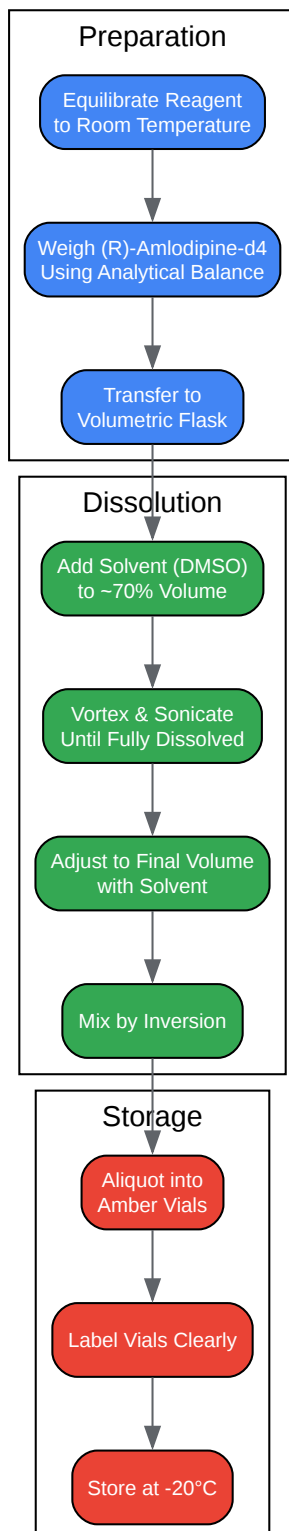 Preparation
Equilibrate Reagent
to Room Temperature
Weigh (R)-Amlodipine-d4
Using Analytical Balance
Transfer to
Volumetric Flask
Dissolution
Add Solvent (DMSO)
to ~70% Volume
Vortex & Sonicate
Until Fully Dissolved
Adjust to Final Volume
with Solvent
Mix by Inversion
Storage
Aliquot into
Amber Vials
Label Vials Clearly
Store at -20°C